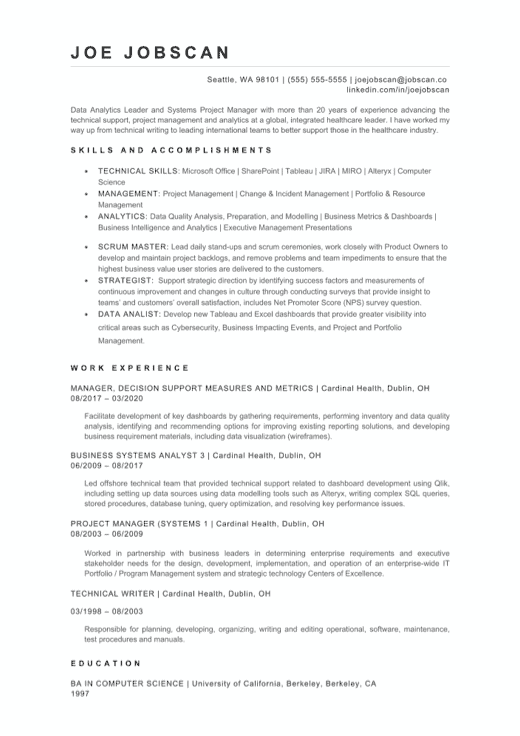 JOE JOBSCAN
Seattle, WA 98101 | (555) 555-5555 | joejobscan@jobscan.co
linkedin.com/in/joejobscan
Data Analytics Leader and Systems Project Manager with more than 20 years of experience advancing the
technical support, project management and analytics at a global, integrated healthcare leader. I have worked my
way up from technical writing to leading international teams to better support those in the healthcare industry.
SKILLS AND ACCOMPLISHMENTS
• TECHNICAL SKILLS: Microsoft Office | SharePoint | Tableau | JIRA | MIRO | Alteryx | Computer
Science
• MANAGEMENT: Project Management | Change & Incident Management | Portfolio & Resource
Management
• ANALYTICS: Data Quality Analysis, Preparation, and Modelling | Business Metrics & Dashboards |
Business Intelligence and Analytics | Executive Management Presentations
• SCRUM MASTER: Lead daily stand-ups and scrum ceremonies, work closely with Product Owners to
develop and maintain project backlogs, and remove problems and team impediments to ensure that the
highest business value user stories are delivered to the customers.
• STRATEGIST: Support strategic direction by identifying success factors and measurements of
continuous improvement and changes in culture through conducting surveys that provide insight to
teams' and customers' overall satisfaction, includes Net Promoter Score (NPS) survey question.
• DATA ANALIST: Develop new Tableau and Excel dashboards that provide greater visibility into
critical areas such as Cybersecurity, Business Impacting Events, and Project and Portfolio
Management.
WORK EXPERIENCE
MANAGER, DECISION SUPPORT MEASURES AND METRICS | Cardinal Health, Dublin, OH
08/2017 – 03/2020
Facilitate development of key dashboards by gathering requirements, performing inventory and data quality
analysis, identifying and recommending options for improving existing reporting solutions, and developing
business requirement materials, including data visualization (wireframes).
BUSINESS SYSTEMS ANALYST 3 | Cardinal Health, Dublin, OH
06/2009 – 08/2017
Led offshore technical team that provided technical support related to dashboard development using Qlik,
including setting up data sources using data modelling tools such as Alteryx, writing complex SQL queries,
stored procedures, database tuning, query optimization, and resolving key performance issues.
PROJECT MANAGER (SYSTEMS 1 | Cardinal Health, Dublin, OH
08/2003 – 06/2009
Worked in partnership with business leaders in determining enterprise requirements and executive
stakeholder needs for the design, development, implementation, and operation of an enterprise-wide IT
Portfolio / Program Management system and strategic technology Centers of Excellence.
TECHNICAL WRITER | Cardinal Health, Dublin, OH
03/1998 – 08/2003
Responsible for planning, developing, organizing, writing and editing operational, software, maintenance,
test procedures and manuals.
EDUCATION
BA IN COMPUTER SCIENCE | University of California, Berkeley, Berkeley, CA
1997